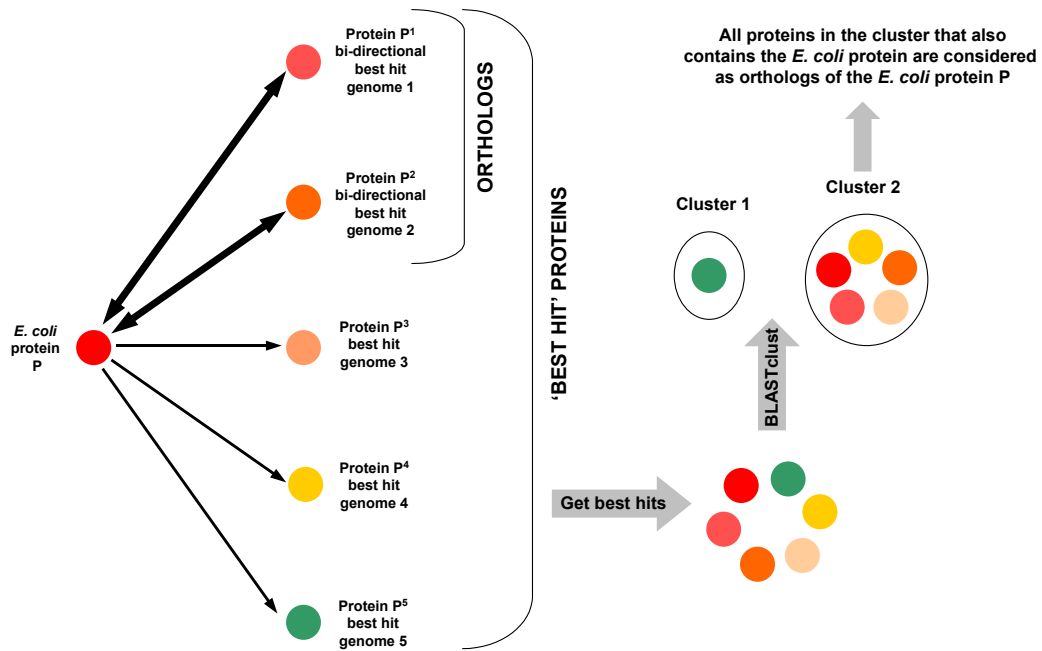 Protein P¹
bi-directional
best hit
genome 1
Protein P²
bi-directional
best hit
genome 2
E. coli
protein
P
Protein P³
best hit
genome 3
Protein P⁴
best hit
genome 4
Protein P⁵
best hit
genome 5
ORTHOLOGS
‘BEST HIT’ PROTEINS
Get best hits
BLASTclust
Cluster 1
Cluster 2
All proteins in the cluster that also
contains the E. coli protein are considered
as orthologs of the E. coli protein P